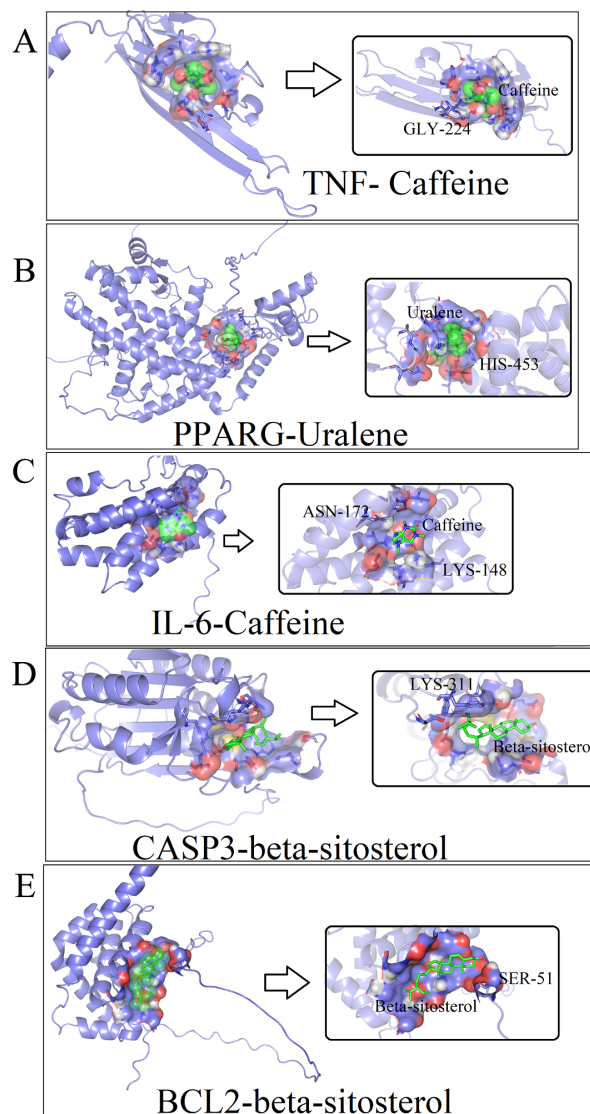 A
Caffeine
GLY-224
TNF- Caffeine
B
Uralene
HIS-453
PPARG-Uralene
C
ASN-172
Caffeine
LYS-148
IL-6-Caffeine
D
LYS-311
Beta-sitosterol
CASP3-beta-sitosterol
E
SER-51
Beta-sitosterol
BCL2-beta-sitosterol